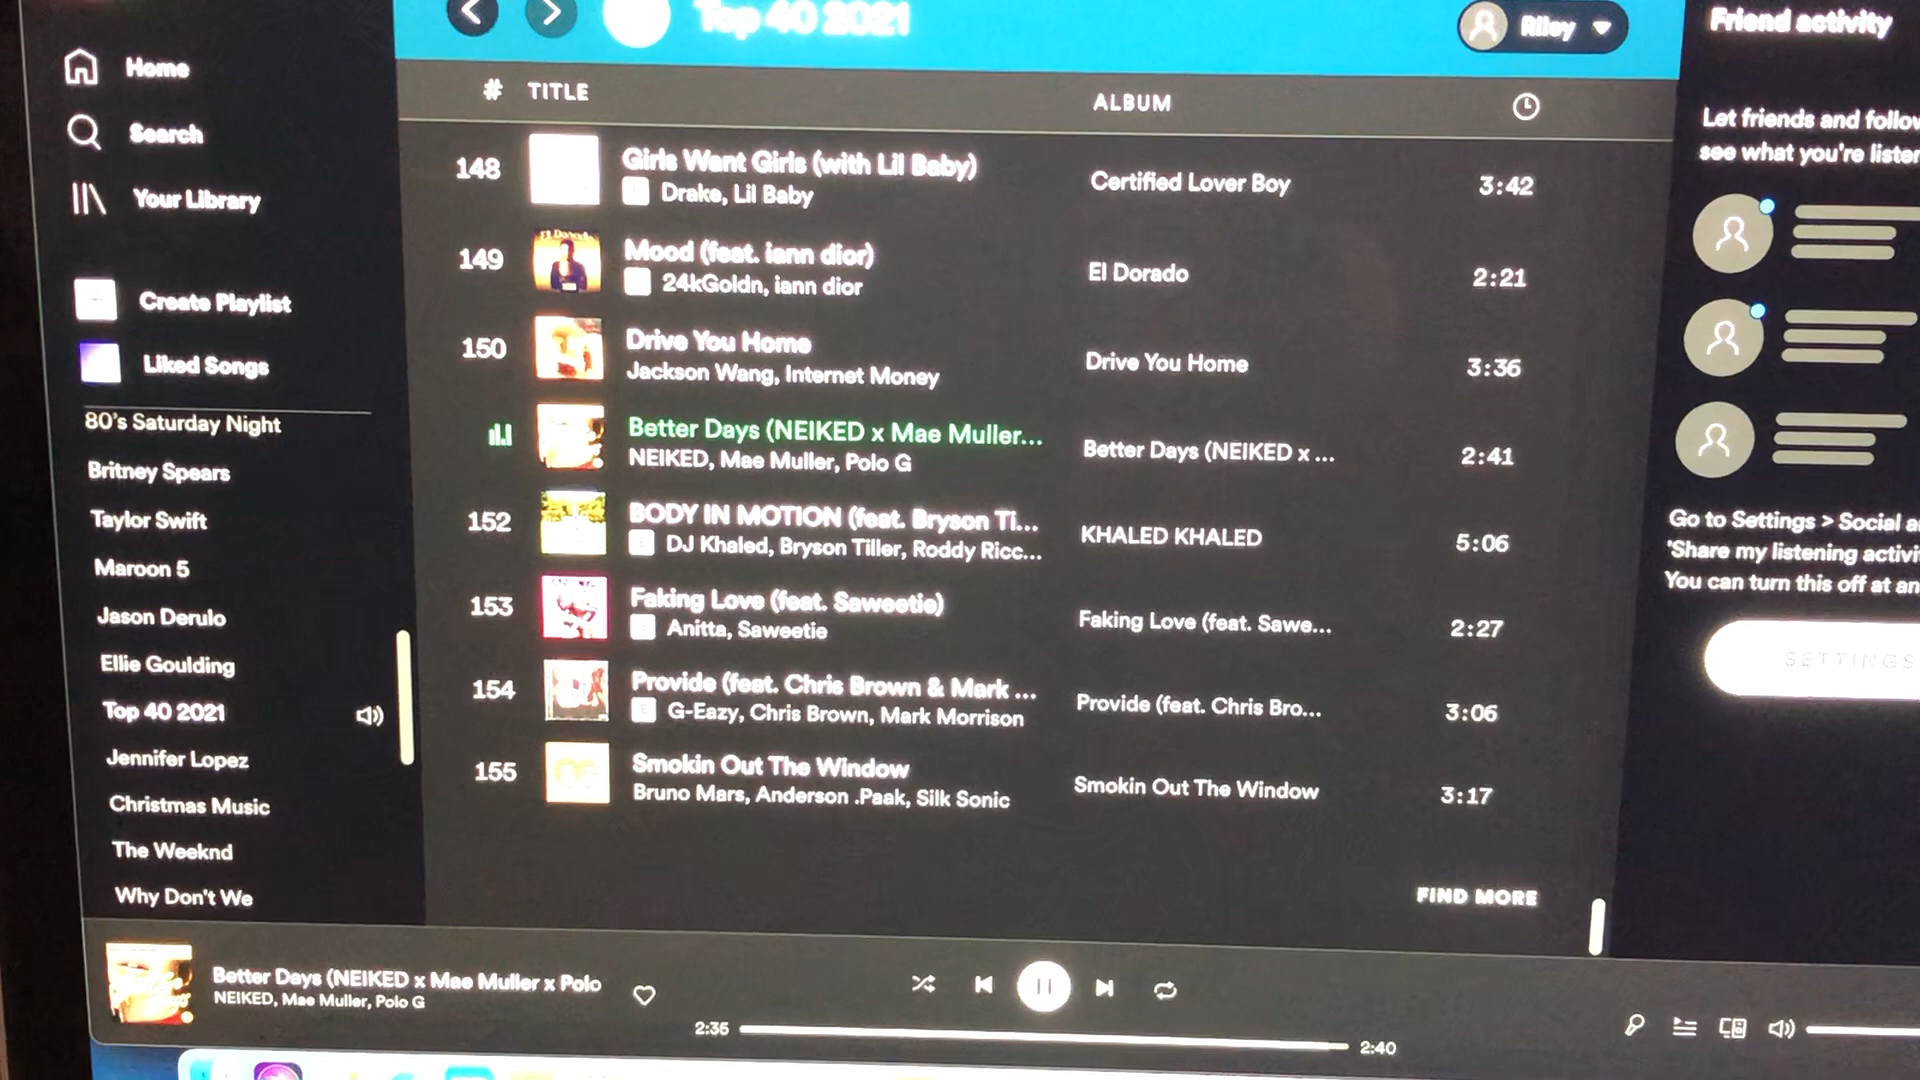 Top 40 2021
Riley
Friend activity
Home
Search
Your Library
Create Playlist
Liked Songs
80's Saturday Night
Britney Spears
Taylor Swift
Maroon 5
Jason Derulo
Ellie Goulding
Top 40 2021
Jennifer Lopez
Christmas Music
The Weeknd
Why Don't We
# TITLE ALBUM
148 Girls Want Girls (with Lil Baby) Certified Lover Boy 3:42
E Drake, Lil Baby
149 Mood (feat. iann dior) El Dorado 2:21
E 24kGoldn, iann dior
150 Drive You Home Drive You Home 3:36
Jackson Wang, Internet Money
Better Days (NEIKED x Mae Muller... Better Days (NEIKED x ... 2:41
NEIKED, Mae Muller, Polo G
152 BODY IN MOTION (feat. Bryson Ti... KHALED KHALED 5:06
E DJ Khaled, Bryson Tiller, Roddy Ricc...
153 Faking Love (feat. Saweetie) Faking Love (feat. Sawe... 2:27
E Anitta, Saweetie
154 Provide (feat. Chris Brown & Mark ... Provide (feat. Chris Bro... 3:06
E G-Eazy, Chris Brown, Mark Morrison
155 Smokin Out The Window Smokin Out The Window 3:17
Bruno Mars, Anderson .Paak, Silk Sonic
FIND MORE
Let friends and follow
see what you're listen
Go to Settings > Social a
'Share my listening activi
You can turn this off at an
SETTINGS
Better Days (NEIKED x Mae Muller x Polo
NEIKED, Mae Muller, Polo G
2:35
2:40